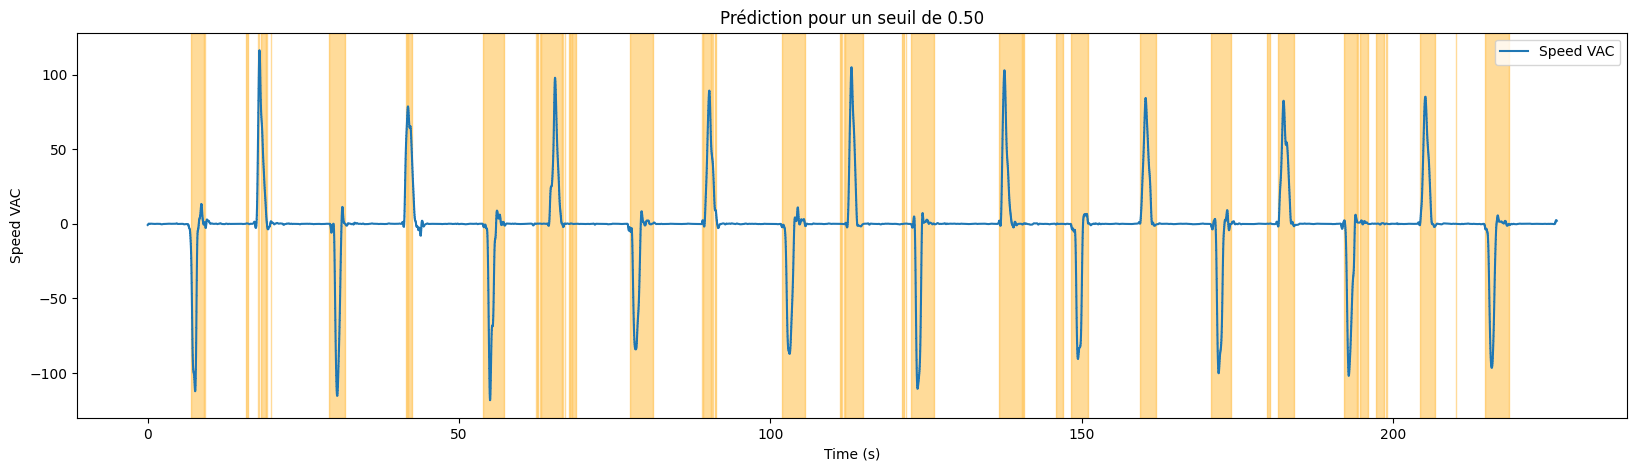 Prédiction pour un seuil de 0.50
Speed VAC
100
50
0
−50
−100
Speed VAC
0
50
100
150
200
Time (s)